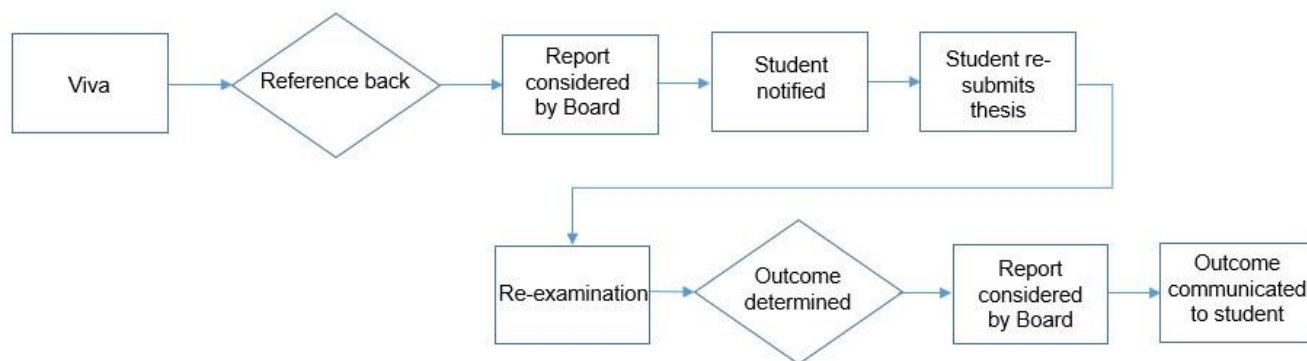 Viva
Reference back
Report
considered
by Board
Student
notified
Student re-
submits
thesis
Re-examination
Outcome
determined
Report
considered
by Board
Outcome
communicated
to student